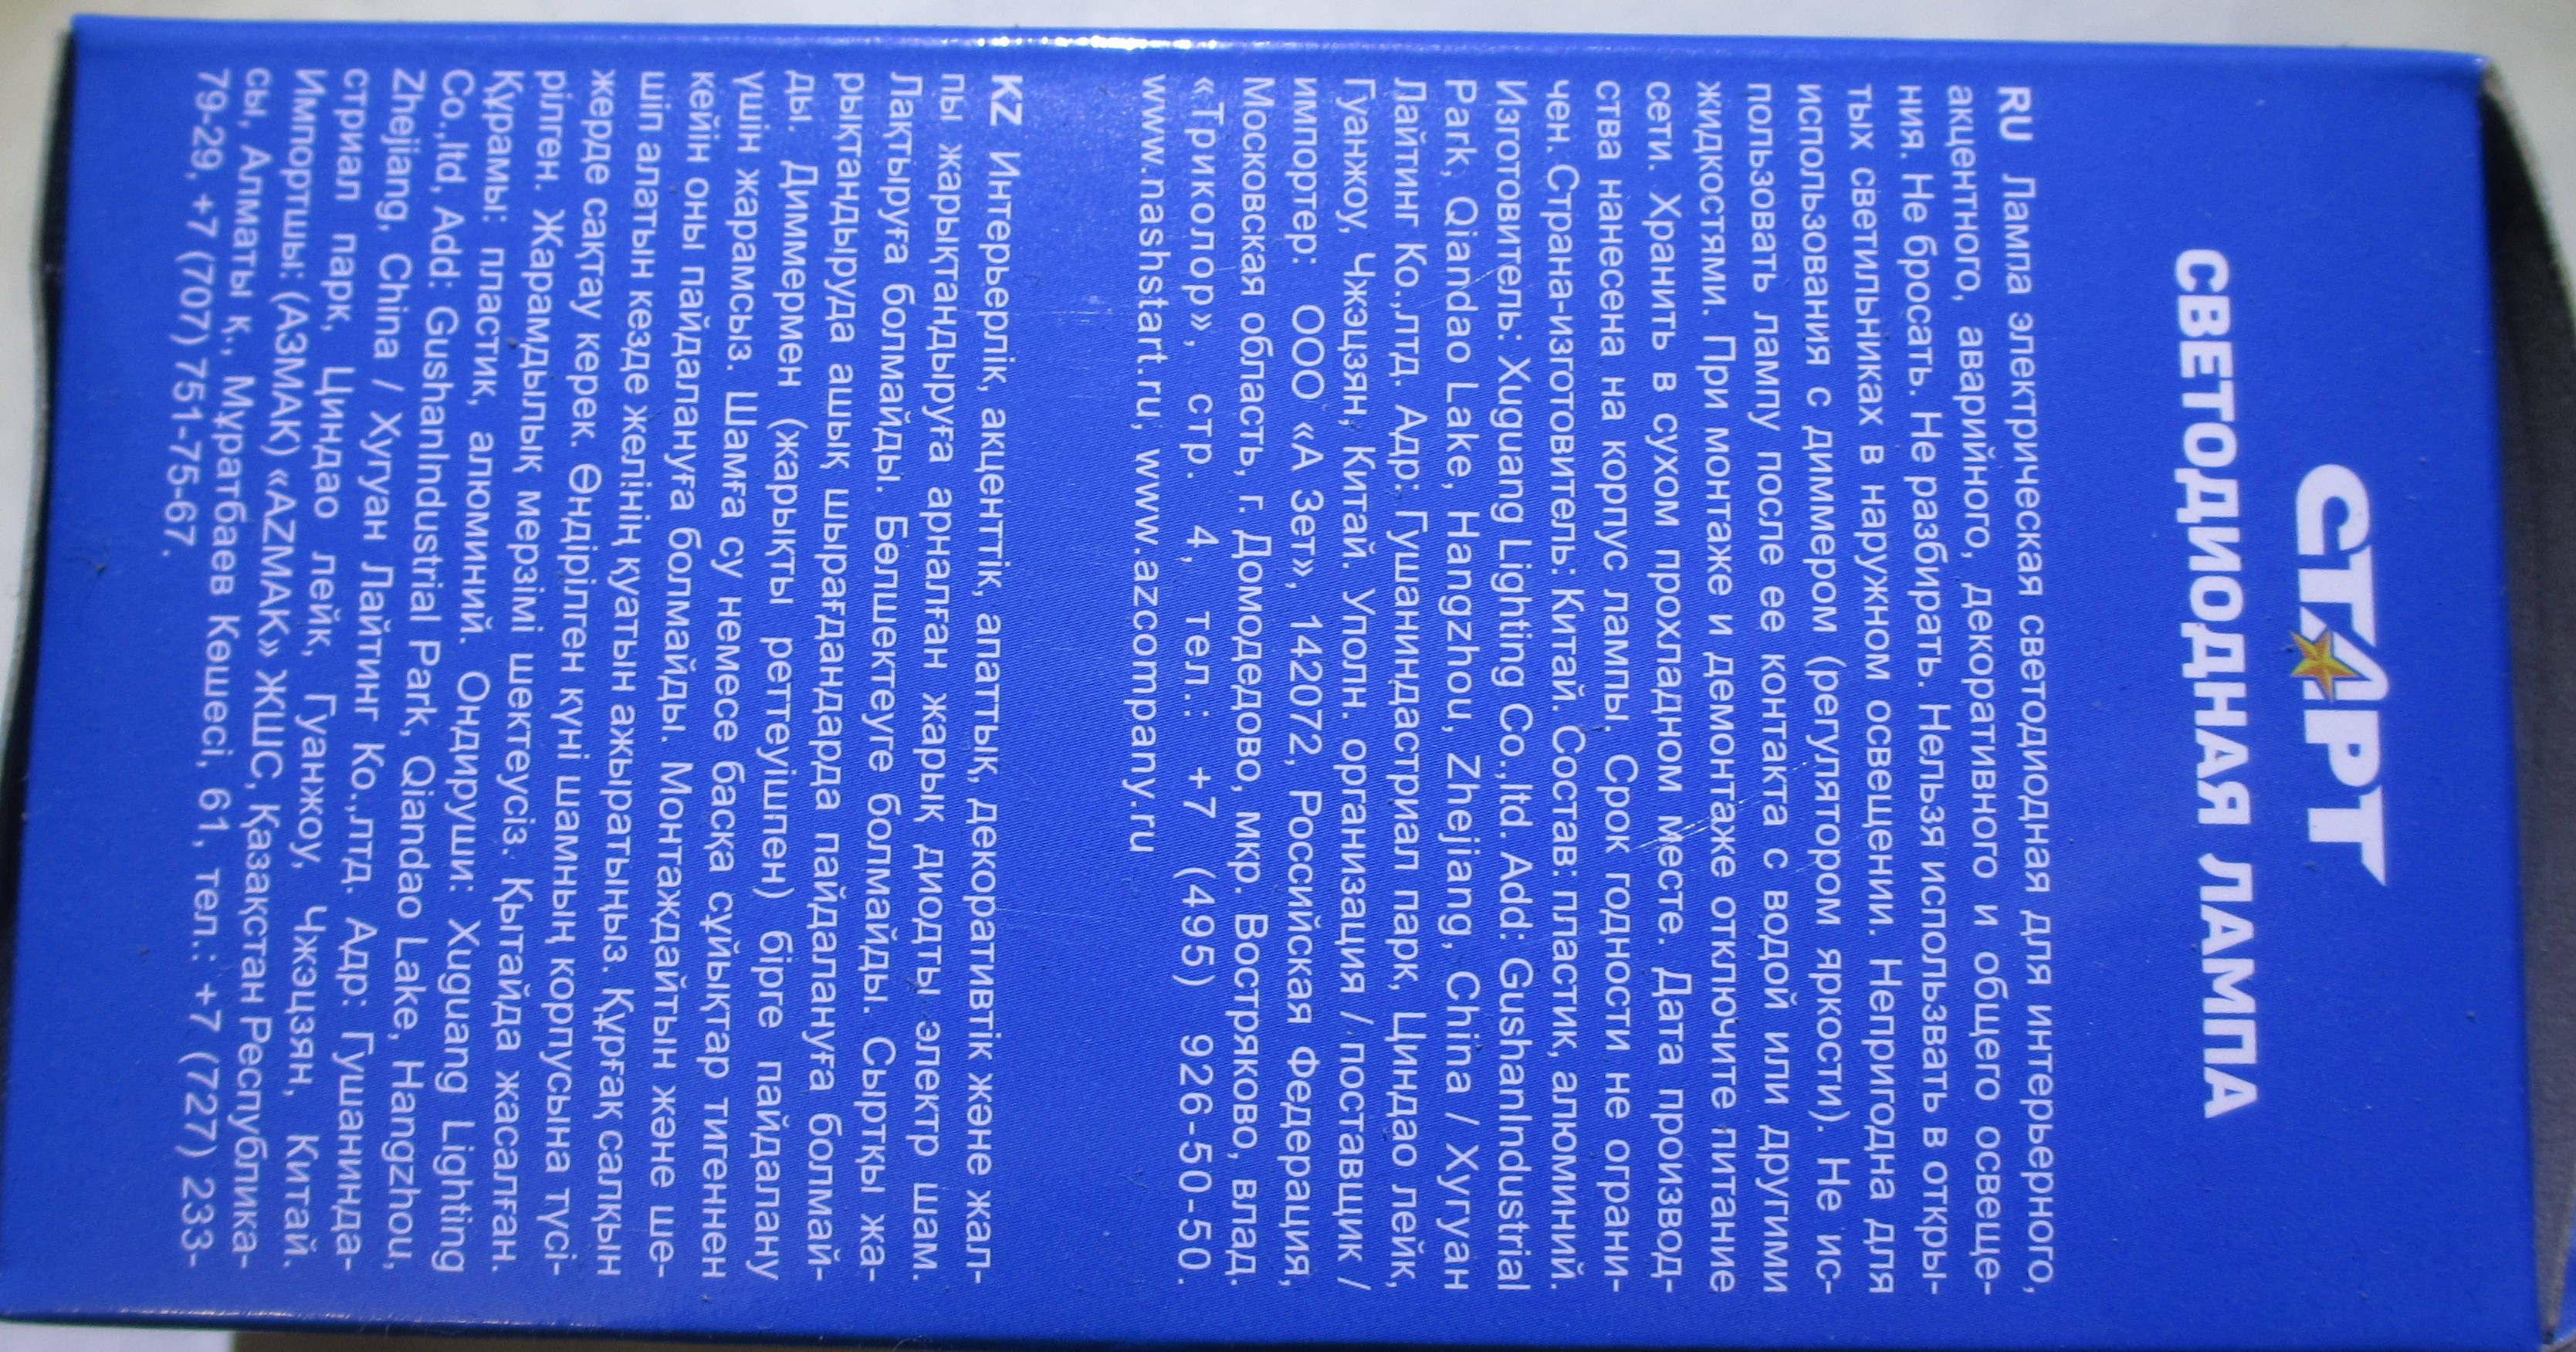 СТАРТ
СВЕТОДИОДНАЯ ЛАМПА
RU Лампа электрическая светодиодная для интерьерного,
акцентного, аварийного, декоративного и общего освеще-
ния. Не бросать. Не разбирать. Нельзя использвать в откры-
тых светильниках в наружном освещении. Непригодна для
использования с диммером (регулятором яркости). Не ис-
пользовать лампу после ее контакта с водой или другими
жидкостями. При монтаже и демонтаже отключите питание
сети. Хранить в сухом прохладном месте. Дата производ-
ства нанесена на корпус лампы. Срок годности не ограни-
чен. Страна-изготовитель: Китай. Состав: пластик, алюминий.
Изготовитель: Xuguang Lighting Co.,ltd. Add: GushanIndustrial
Park, Qiandao Lake, Hangzhou, Zhejiang, China / Хугуан
Лайтинг Ко.,лтд. Адр: Гушаниндастриал парк, Циндао лейк,
Гуанжоу, Чжэцзян, Китай. Уполн. организация / поставщик /
импортер: ООО «А Зет», 142072, Российская Федерация,
Московская область, г. Домодедово, мкр. Востряково, влад.
«Триколор», стр. 4, тел.: +7 (495) 926-50-50.
www.nashstart.ru; www.azcompany.ru
KZ Интерьерлік, акценттік, апаттық, декоративтік және жал-
пы жарықтандыруға арналған жарық диодты электр шам.
Лақтыруға болмайды. Бөлшектеуге болмайды. Сыртқы жа-
рықтандыруда ашық шырағдандарда пайдалануға болмай-
ды. Диммермен (жарықты реттеуішпен) бірге пайдалану
үшін жарамсыз. Шамға су немесе басқа сұйықтар тигеннен
кейін оны пайдалануға болмайды. Монтаждайтын және ше-
шіп алатын кезде желінің қуатын ажыратыңыз. Құрғақ салқын
жерде сақтау керек. Өндірілген күні шамның корпусына түсі-
рілген. Жарамдылық мерзімі шектеусіз. Қытайда жасалған.
Құрамы: пластик, алюминий. Ондируши: Xuguang Lighting
Co.,ltd, Add: GushanIndustrial Park, Qiandao Lake, Hangzhou,
Zhejiang, China / Хугуан Лайтинг Ко.,лтд. Адр: Гушанинда-
стриал парк, Циндао лейк, Гуанжоу, Чжэцзян, Китай.
Импортшы: (АЗМАК) «AZMAK» ЖШС, Қазақстан Республика-
сы, Алматы қ., Мұратбаев Көшесі, 61, тел.: +7 (727) 233-
79-29, +7 (707) 751-75-67.